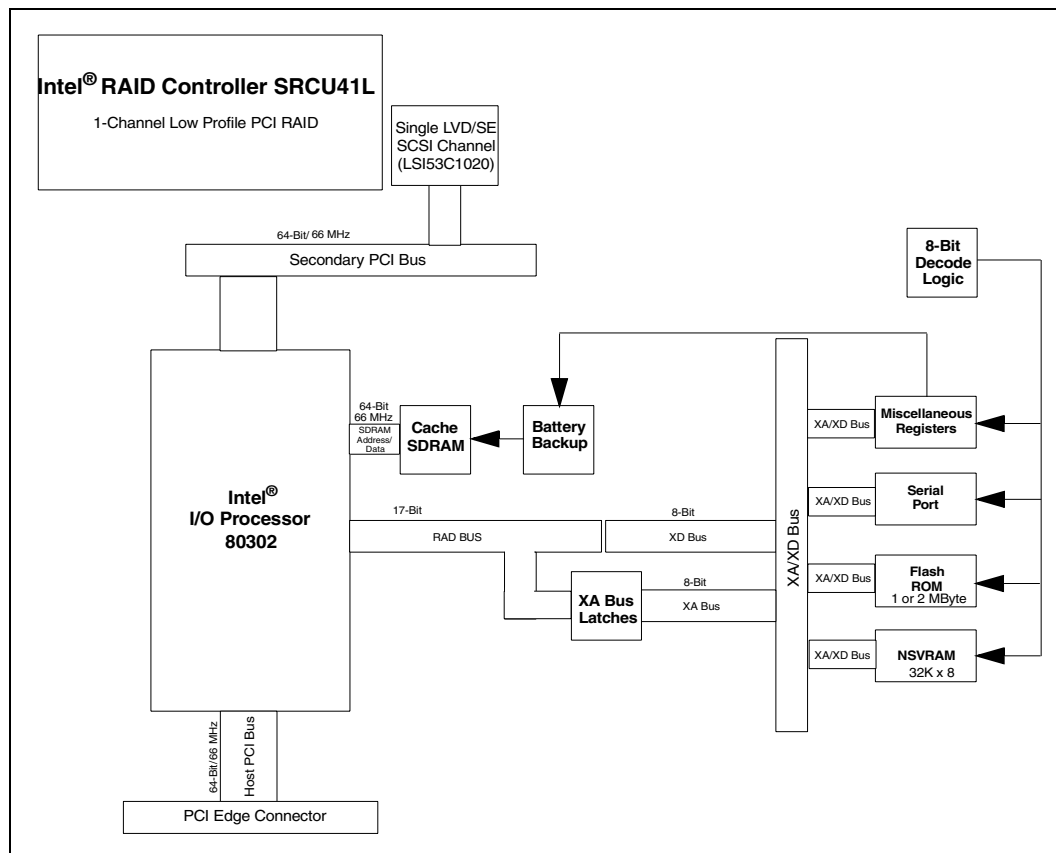 Intel® RAID Controller SRCU41L
1-Channel Low Profile PCI RAID
Single LVD/SE
SCSI Channel
(LSI53C1020)
64-Bit/ 66 MHz
Secondary PCI Bus
8-Bit
Decode
Logic
64-Bit
66 MHz
SDRAM
Address/
Data
Cache
SDRAM
Battery
Backup
XA/XD Bus
Miscellaneous
Registers
Intel®
I/O Processor
80302
17-Bit
RAD BUS
8-Bit
XD Bus
XA/XD Bus
XA/XD Bus
Serial
Port
XA Bus
Latches
8-Bit
XA Bus
XA/XD Bus
Flash
ROM
1 or 2 MByte
XA/XD Bus
NSVRAM
32K x 8
64-Bit/66 MHz
Host PCI Bus
PCI Edge Connector